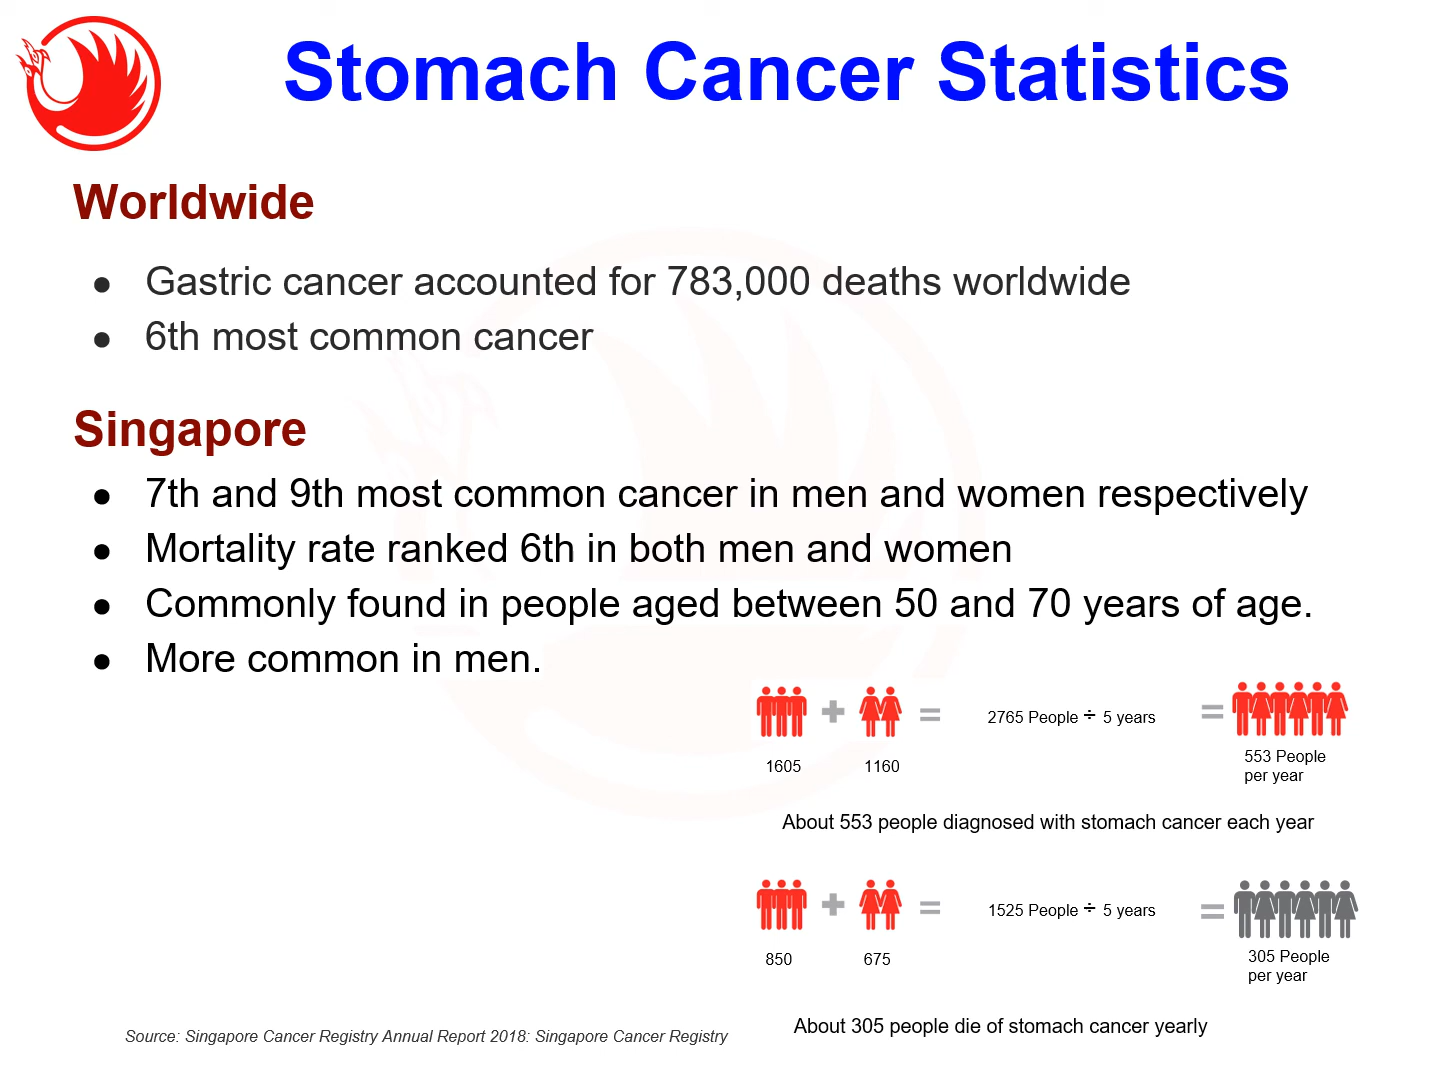 Stomach Cancer Statistics
Worldwide
● Gastric cancer accounted for 783,000 deaths worldwide
● 6th most common cancer
Singapore
● 7th and 9th most common cancer in men and women respectively
● Mortality rate ranked 6th in both men and women
● Commonly found in people aged between 50 and 70 years of age.
● More common in men.
+ = 2765 People ÷ 5 years =
1605 1160 553 People
per year
About 553 people diagnosed with stomach cancer each year
+ = 1525 People ÷ 5 years =
850 675 305 People
per year
About 305 people die of stomach cancer yearly
Source: Singapore Cancer Registry Annual Report 2018: Singapore Cancer Registry